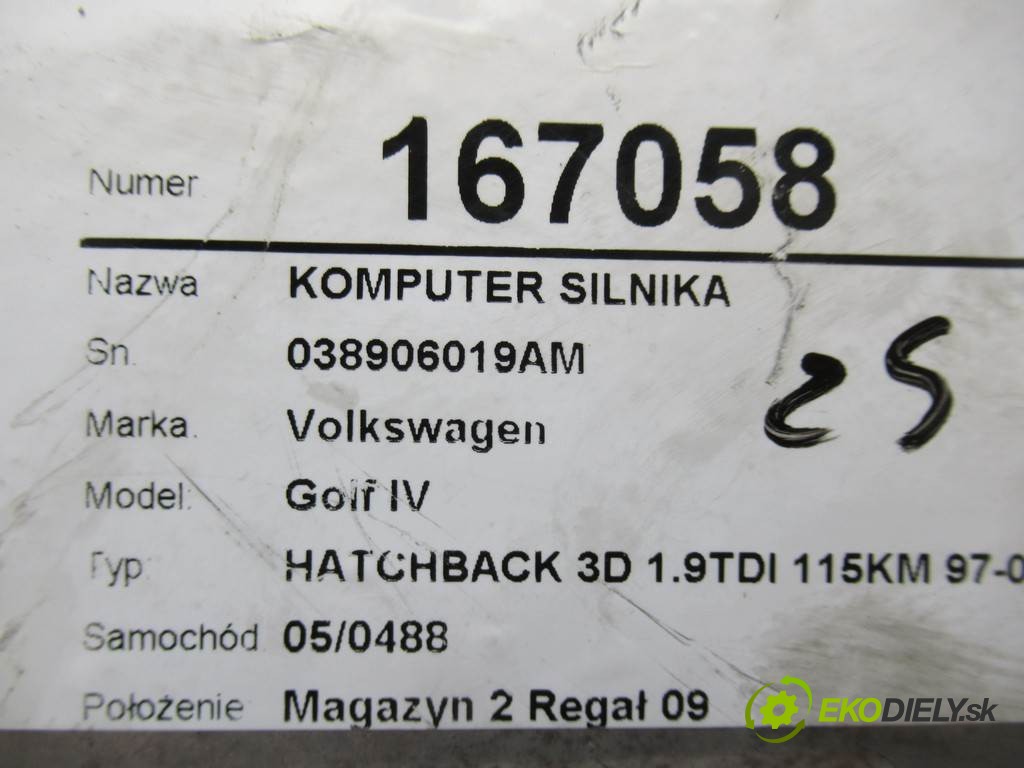 Numer 167058
Nazwa KOMPUTER SILNIKA
Sn. 038906019AM
25
Marka. Volkswagen
Model: Golf IV
Typ: HATCHBACK 3D 1.9TDI 115KM 97-0
Samochód 05/0488
Położenie Magazyn 2 Regał 09
EKODIELY.sk